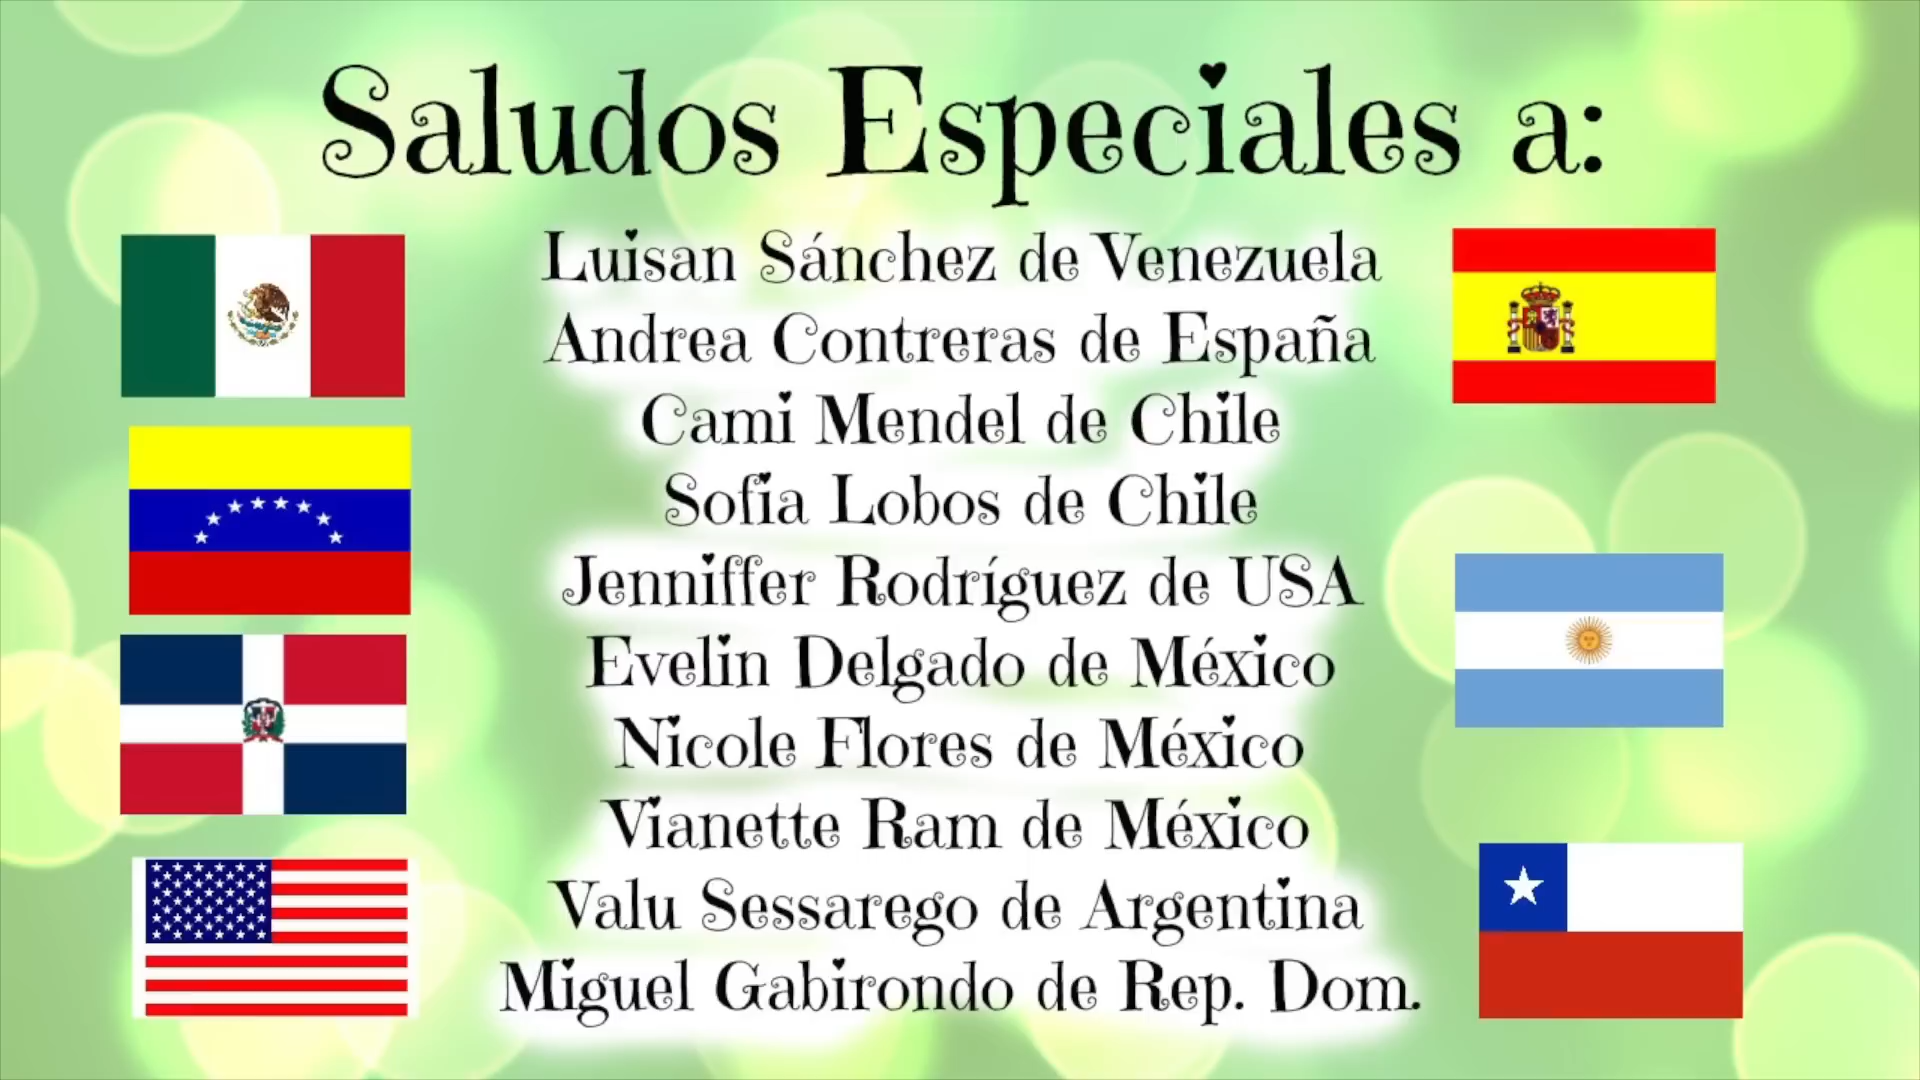 Saludos Especiales a:
Luisan Sánchez de Venezuela
Andrea Contreras de España
Cami Mendel de Chile
Sofia Lobos de Chile
Jenniffer Rodríguez de USA
Evelin Delgado de México
Nicole Flores de México
Vianette Ram de México
Valu Sessarego de Argentina
Miguel Gabirondo de Rep. Dom.